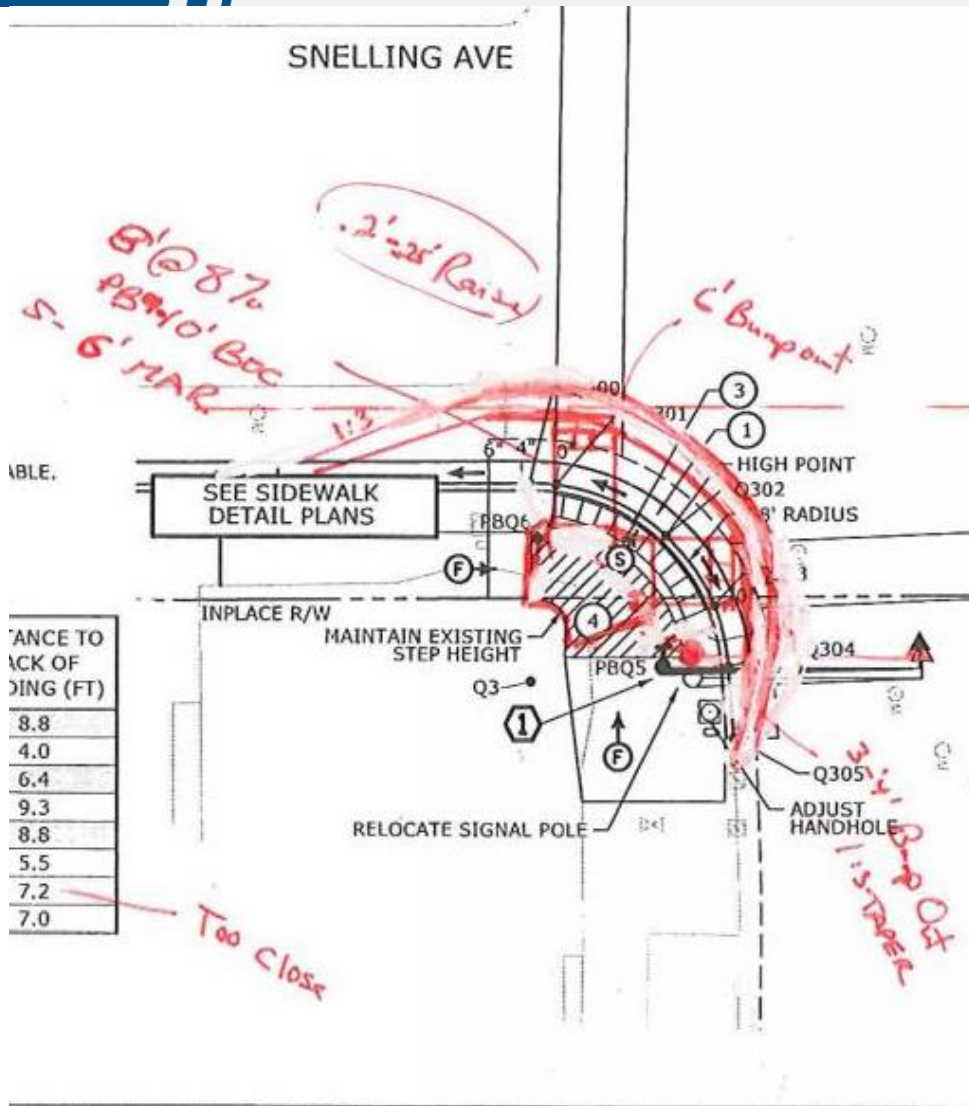 SNELLING AVE
.2'-.25' Raise
8' @ 8%
PB 10' BOC
5- 6' MAR
6' Bumpout
3
301
1
1:3
HIGH POINT
Q302
8' RADIUS
6" 4" 0"
ABLE.
SEE SIDEWALK
DETAIL PLANS
PBQ6
S
F
INPLACE R/W
4
MAINTAIN EXISTING
STEP HEIGHT
TANCE TO
ACK OF
DING (FT)
8.8
4.0
6.4
9.3
8.8
5.5
7.2
7.0
Q304
PBQ5
Q3
1
F
Q305
ADJUST
HANDHOLE
RELOCATE SIGNAL POLE
3'-4' Bump Out
1:3 TAPER
Too Close